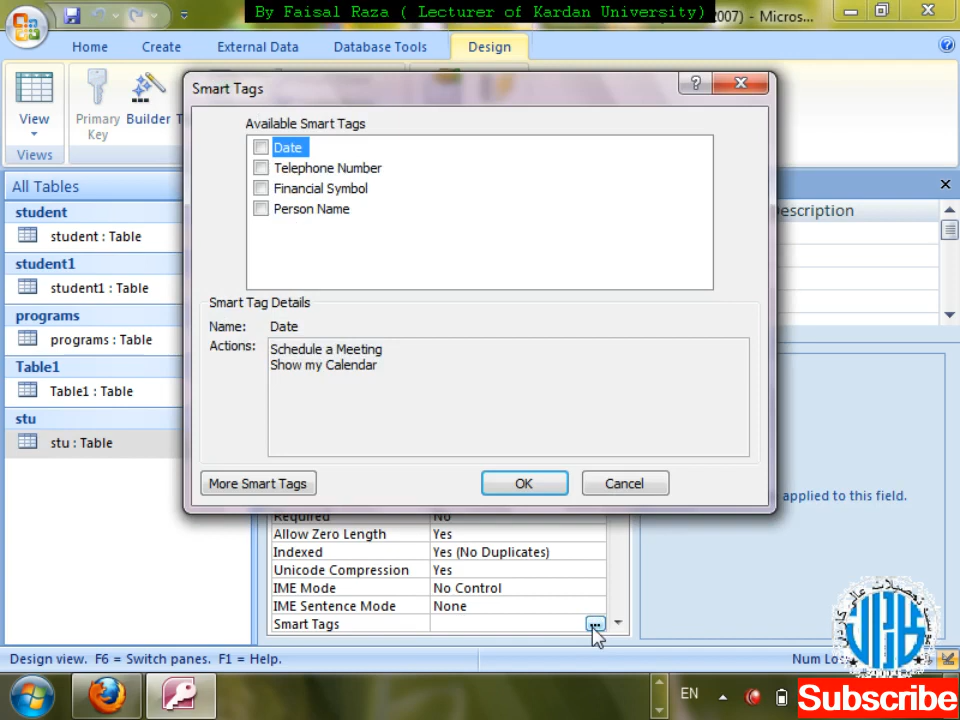 By Faisal Raza ( Lecturer of Kardan University)
2007) - Micros...
Home
Create
External Data
Database Tools
Design
View
Primary Key
Builder
Views
Smart Tags
Available Smart Tags
Date
Telephone Number
Financial Symbol
Person Name
Smart Tag Details
Name: Date
Actions:
Schedule a Meeting
Show my Calendar
More Smart Tags
OK
Cancel
All Tables
student
student : Table
student1
student1 : Table
programs
programs : Table
Table1
Table1 : Table
stu
stu : Table
Description
applied to this field.
Required No
Allow Zero Length Yes
Indexed Yes (No Duplicates)
Unicode Compression Yes
IME Mode No Control
IME Sentence Mode None
Smart Tags
Design view. F6 = Switch panes. F1 = Help.
Num Lo
EN
Subscribe